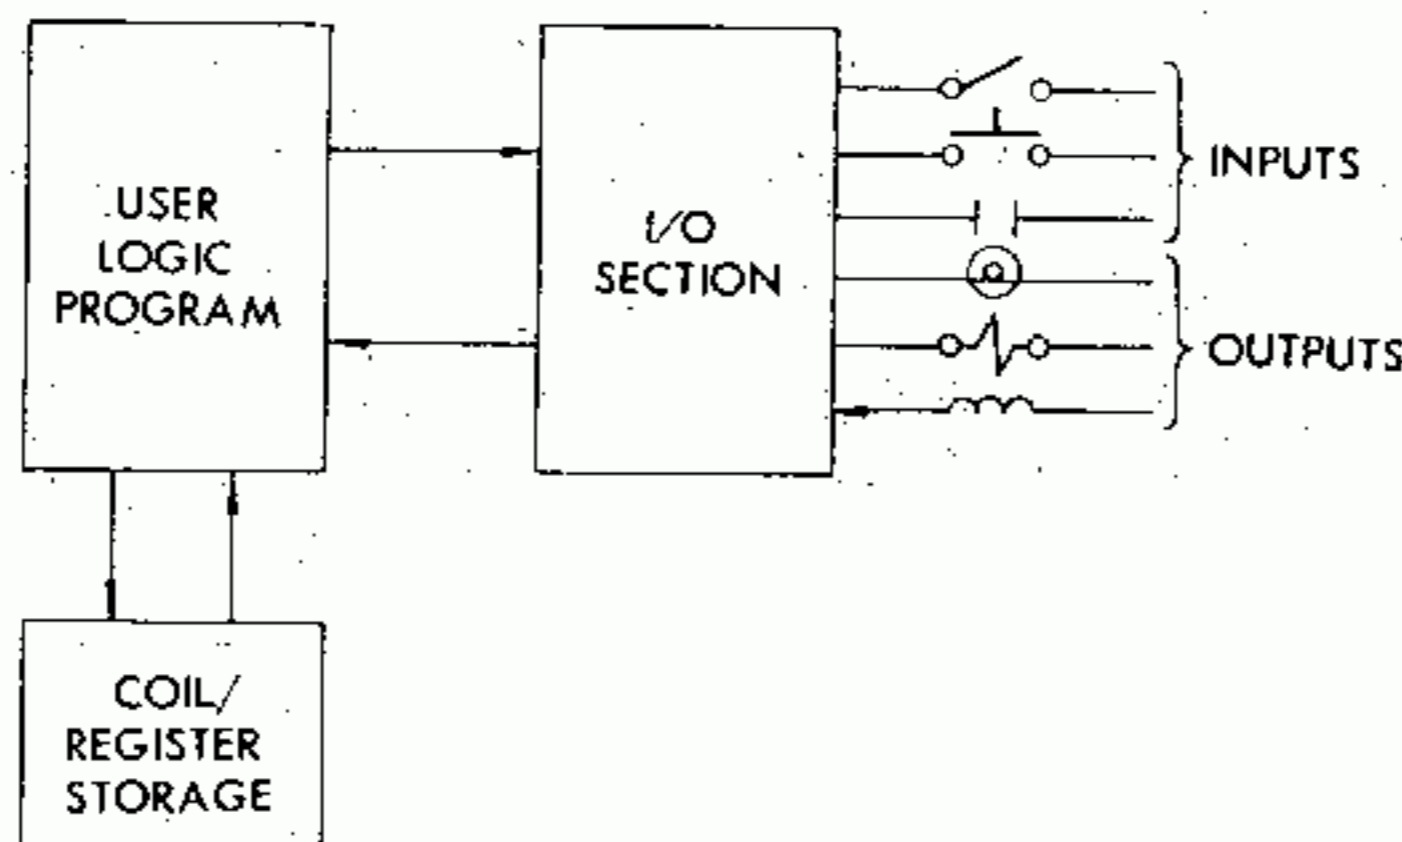 USER
LOGIC
PROGRAM
I/O
SECTION
INPUTS
OUTPUTS
COIL/
REGISTER
STORAGE